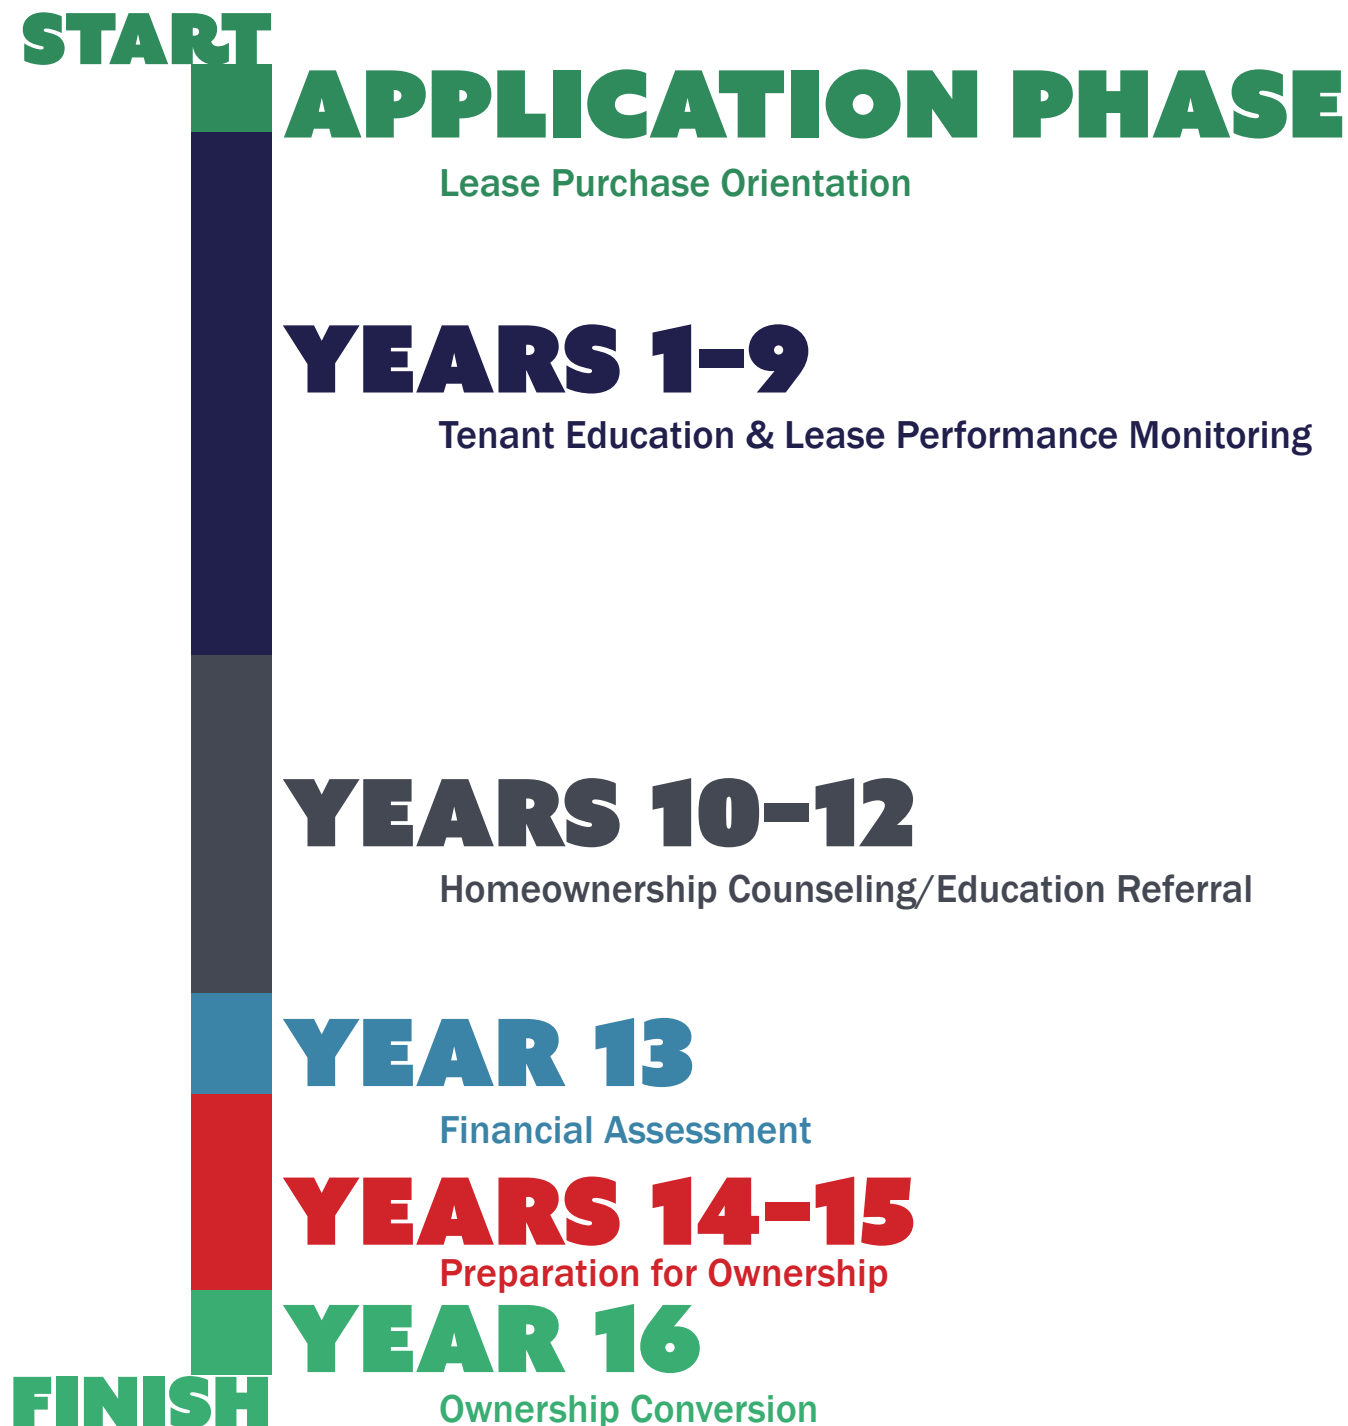 START
APPLICATION PHASE
Lease Purchase Orientation
YEARS 1–9
Tenant Education & Lease Performance Monitoring
YEARS 10–12
Homeownership Counseling/Education Referral
YEAR 13
Financial Assessment
YEARS 14–15
Preparation for Ownership
YEAR 16
FINISH
Ownership Conversion